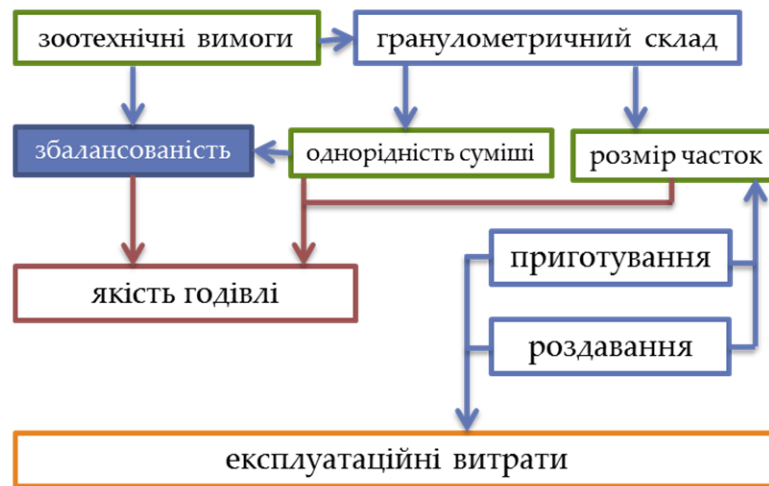 зоотехнічні вимоги
гранулометричний склад
збалансованість
однорідність суміші
розмір часток
якість годівлі
приготування
роздавання
експлуатаційні витрати